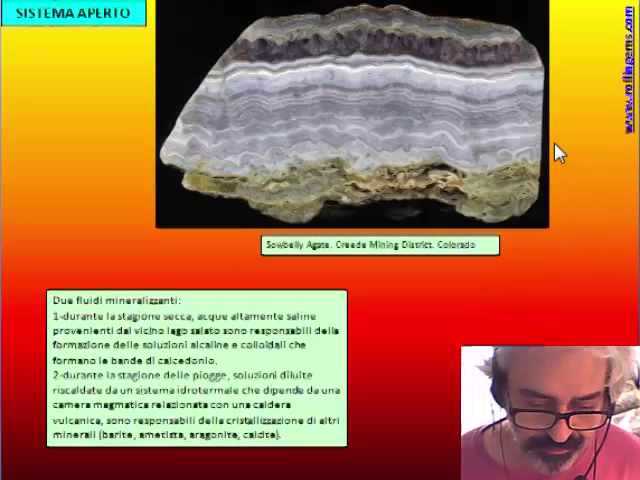 SISTEMA APERTO
www.rollingems.com
Sowbelly Agate. Creede Mining District. Colorado
Due fluidi mineralizzanti:
1-durante la stagione secca, acque altamente saline
provenienti dal vicino lago salato sono responsabili della
formazione delle soluzioni alcaline e colloidali che
formano le bande di calcedonio.
2-durante la stagione delle piogge, soluzioni diluite
riscaldate da un sistema idrotermale che dipende da una
camera magmatica relazionata con una caldera
vulcanica, sono responsabili della cristallizzazione di altri
minerali (barite, ametista, aragonite, calcite).